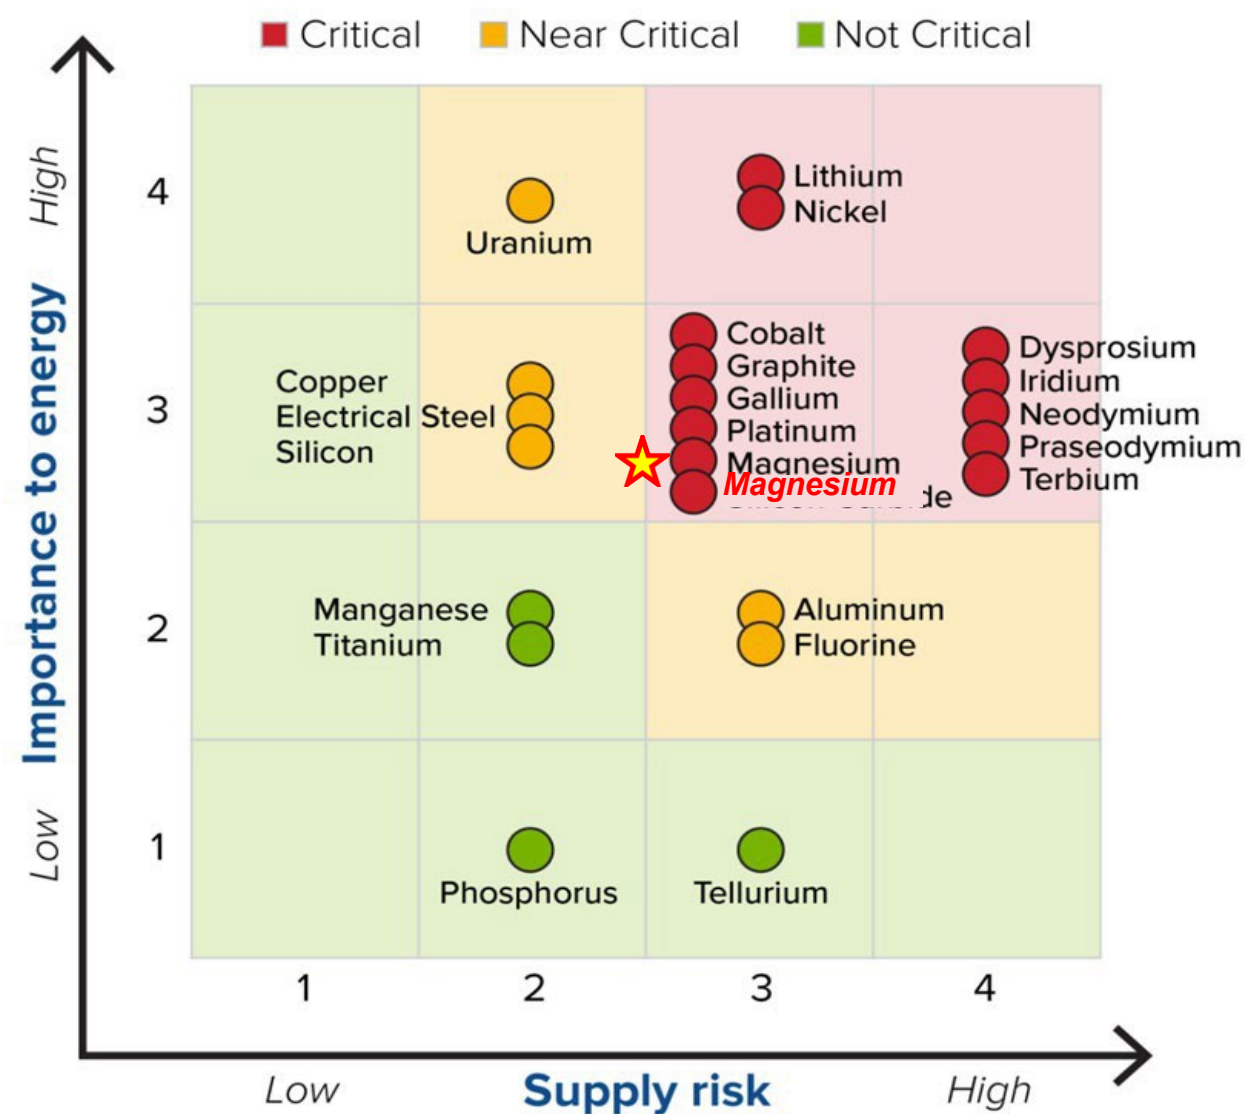 Critical Near Critical Not Critical
High
4
Uranium
Lithium
Nickel
Importance to energy
3
Copper
Electrical Steel
Silicon
Cobalt
Graphite
Gallium
Platinum
Magnesium
Magnesium
de
Dysprosium
Iridium
Neodymium
Praseodymium
Terbium
2
Manganese
Titanium
Aluminum
Fluorine
Low
1
Phosphorus
Tellurium
1 2 3 4
Low Supply risk High